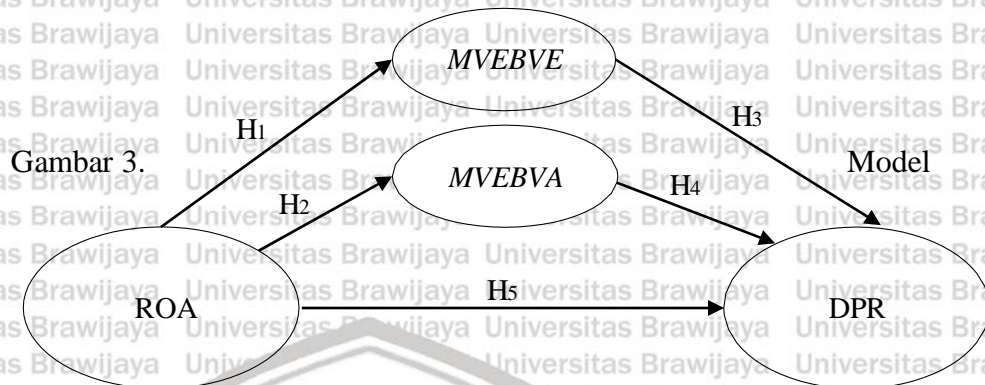 MVEBVE
H1
H3
Gambar 3. Model
MVEBVA
H2
H4
H5
ROA
DPR